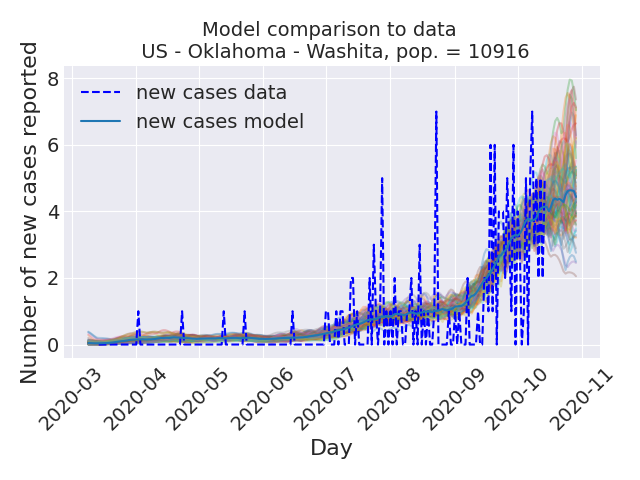 Model comparison to data
US - Oklahoma - Washita, pop. = 10916
Number of new cases reported
8
6
4
2
0
new cases data
new cases model
2020-03
2020-04
2020-05
2020-06
2020-07
2020-08
2020-09
2020-10
2020-11
Day